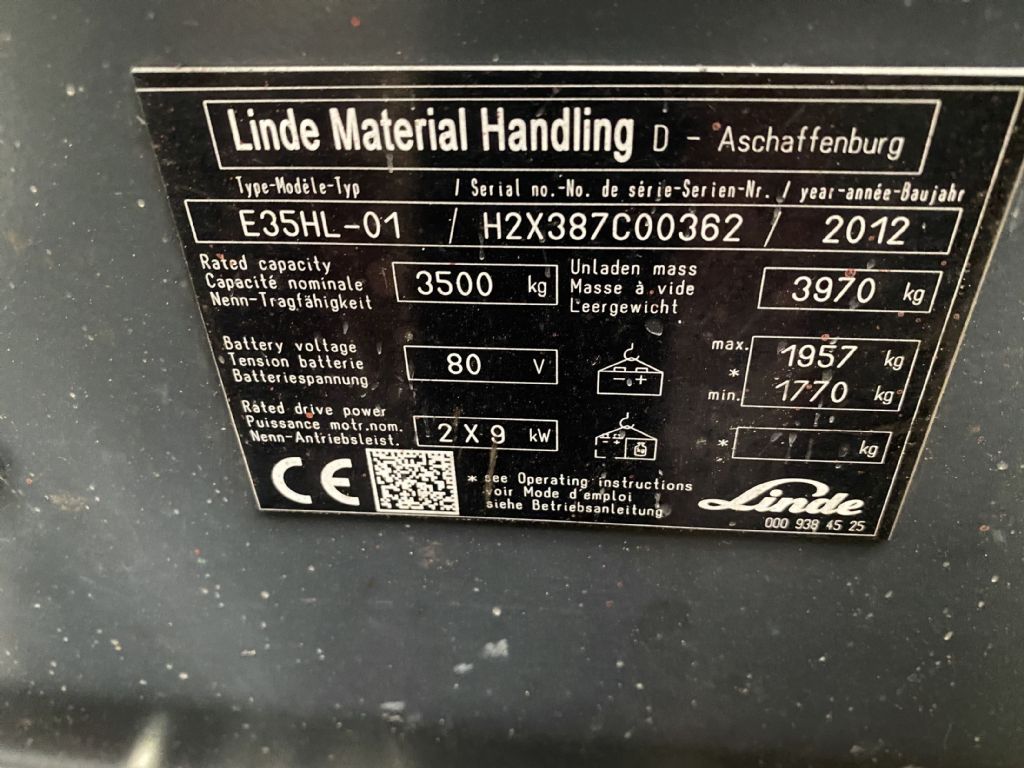 Linde Material Handling D - Aschaffenburg
Type-Modèle-Typ / Serial no.-No. de série-Serien-Nr. / year-année-Baujahr
E35HL-01 / H2X387C00362 / 2012
Rated capacity
Capacité nominale
Nenn-Tragfähigkeit
3500 kg
Unladen mass
Masse à vide
Leergewicht
3970 kg
Battery voltage
Tension batterie
Batteriespannung
80 V
- +
max. 1957 kg
*
min. 1770 kg
Rated drive power
Puissance motr.nom.
Nenn-Antriebsleist.
2 X 9 kW
* kg
CE
* see Operating instructions
voir Mode d'emploi
siehe Betriebsanleitung
Linde
000 938 45 25